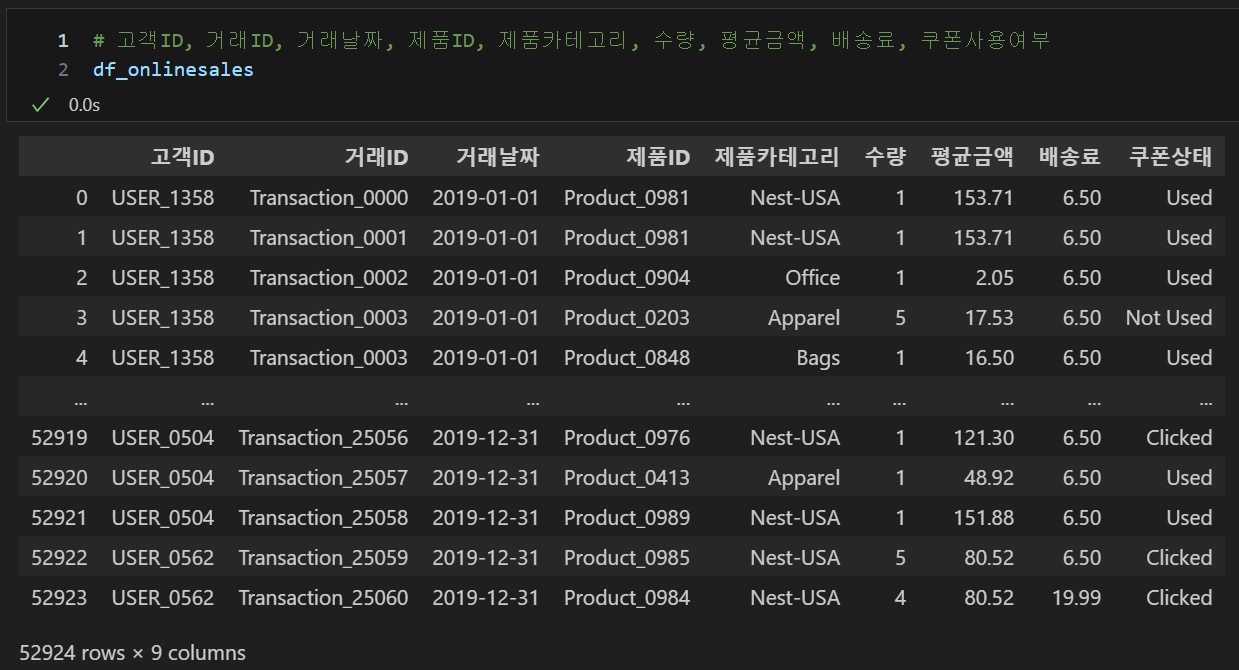 1 # 고객ID, 거래ID, 거래날짜, 제품ID, 제품카테고리, 수량, 평균금액, 배송료, 쿠폰사용여부
2 df_onlinesales
✓ 0.0s
고객ID 거래ID 거래날짜 제품ID 제품카테고리 수량 평균금액 배송료 쿠폰상태
0 USER_1358 Transaction_0000 2019-01-01 Product_0981 Nest-USA 1 153.71 6.50 Used
1 USER_1358 Transaction_0001 2019-01-01 Product_0981 Nest-USA 1 153.71 6.50 Used
2 USER_1358 Transaction_0002 2019-01-01 Product_0904 Office 1 2.05 6.50 Used
3 USER_1358 Transaction_0003 2019-01-01 Product_0203 Apparel 5 17.53 6.50 Not Used
4 USER_1358 Transaction_0003 2019-01-01 Product_0848 Bags 1 16.50 6.50 Used
... ... ... ... ... ... ... ... ... ...
52919 USER_0504 Transaction_25056 2019-12-31 Product_0976 Nest-USA 1 121.30 6.50 Clicked
52920 USER_0504 Transaction_25057 2019-12-31 Product_0413 Apparel 1 48.92 6.50 Used
52921 USER_0504 Transaction_25058 2019-12-31 Product_0989 Nest-USA 1 151.88 6.50 Used
52922 USER_0562 Transaction_25059 2019-12-31 Product_0985 Nest-USA 5 80.52 6.50 Clicked
52923 USER_0562 Transaction_25060 2019-12-31 Product_0984 Nest-USA 4 80.52 19.99 Clicked
52924 rows × 9 columns